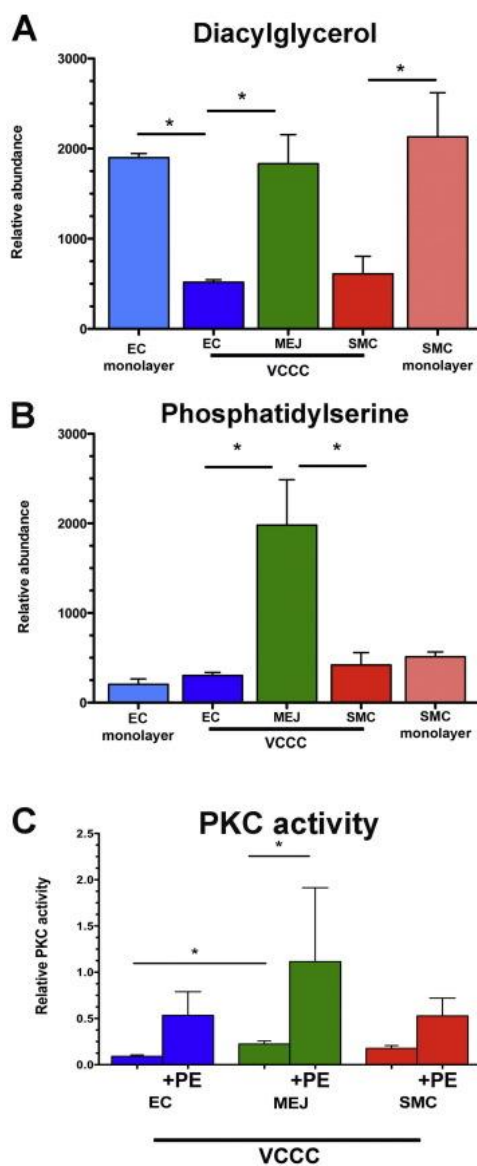 A
Diacylglycerol
Relative abundance
3000
2000
1000
0
*
*
*
EC
monolayer
EC
MEJ
SMC
SMC
monolayer
VCCC
B
Phosphatidylserine
Relative abundance
3000
2000
1000
0
*
*
EC
monolayer
EC
MEJ
SMC
SMC
monolayer
VCCC
C
PKC activity
Relative PKC activity
2.5
2.0
1.5
1.0
0.5
0.0
*
*
+PE
+PE
+PE
EC
MEJ
SMC
VCCC